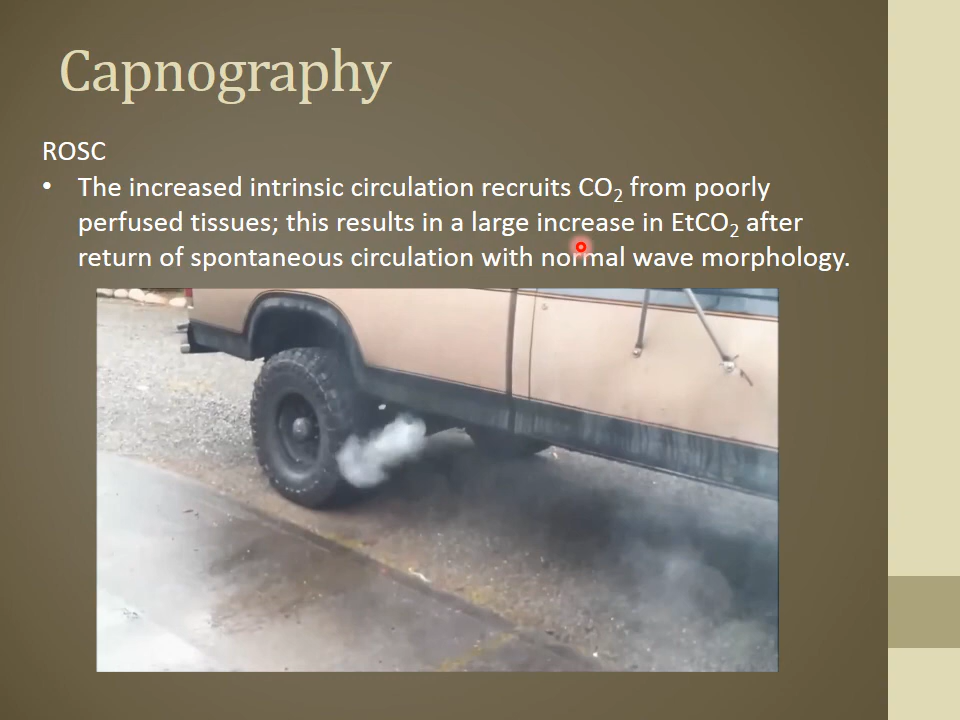 Capnography
ROSC
• The increased intrinsic circulation recruits CO₂ from poorly
perfused tissues; this results in a large increase in EtCO₂ after
return of spontaneous circulation with normal wave morphology.